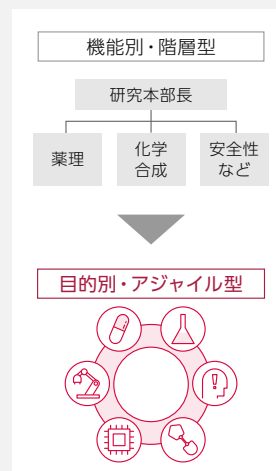 機能別・階層型
研究本部長
薬理
化学
合成
安全性
など
目的別・アジャイル型